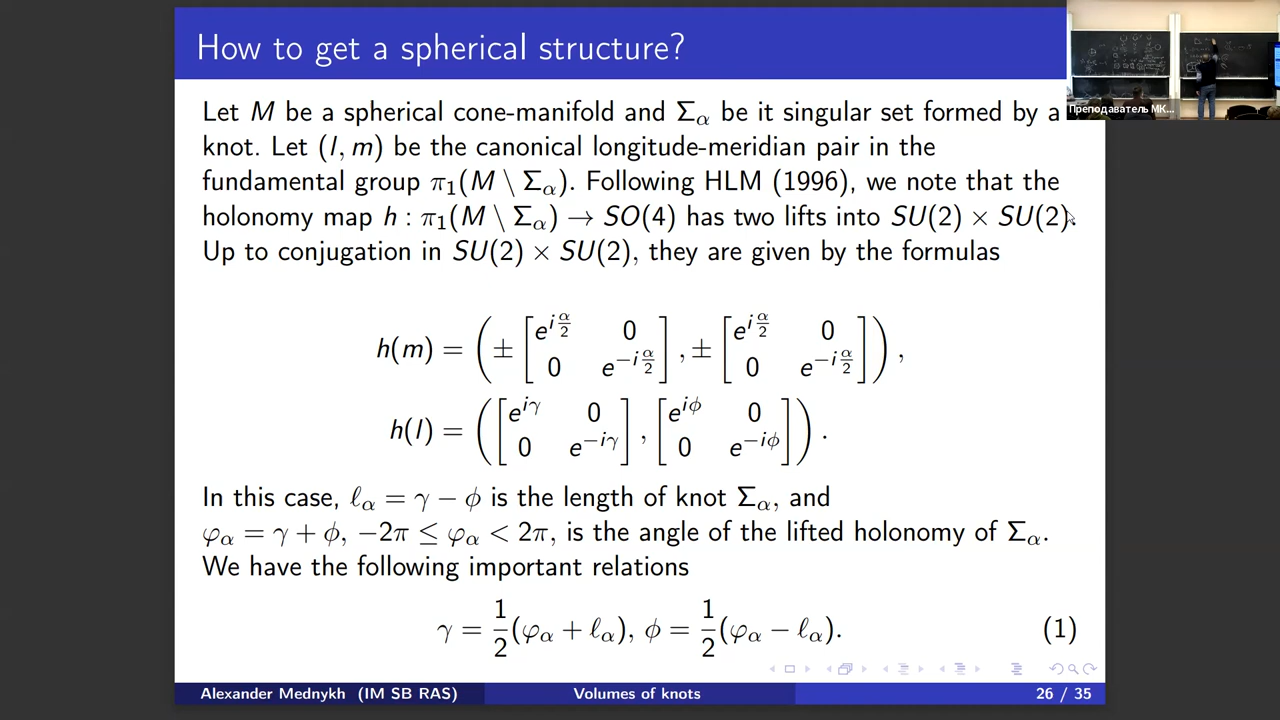 How to get a spherical structure?
Преподаватель МК...
Let M be a spherical cone-manifold and Σ_α be it singular set formed by a
knot. Let (l, m) be the canonical longitude-meridian pair in the
fundamental group π₁(M \ Σ_α). Following HLM (1996), we note that the
holonomy map h : π₁(M \ Σ_α) → SO(4) has two lifts into SU(2) × SU(2).
Up to conjugation in SU(2) × SU(2), they are given by the formulas
h(m) = ( ± [ e^{i α/2} 0 ; 0 e^{-i α/2} ] , ± [ e^{i α/2} 0 ; 0 e^{-i α/2} ] ) ,
h(l) = ( [ e^{iγ} 0 ; 0 e^{-iγ} ] , [ e^{iϕ} 0 ; 0 e^{-iϕ} ] ) .
In this case, ℓ_α = γ − ϕ is the length of knot Σ_α, and
φ_α = γ + ϕ, −2π ≤ φ_α < 2π, is the angle of the lifted holonomy of Σ_α.
We have the following important relations
γ = 1/2 (φ_α + ℓ_α), ϕ = 1/2 (φ_α − ℓ_α). (1)
Alexander Mednykh (IM SB RAS) Volumes of knots 26 / 35